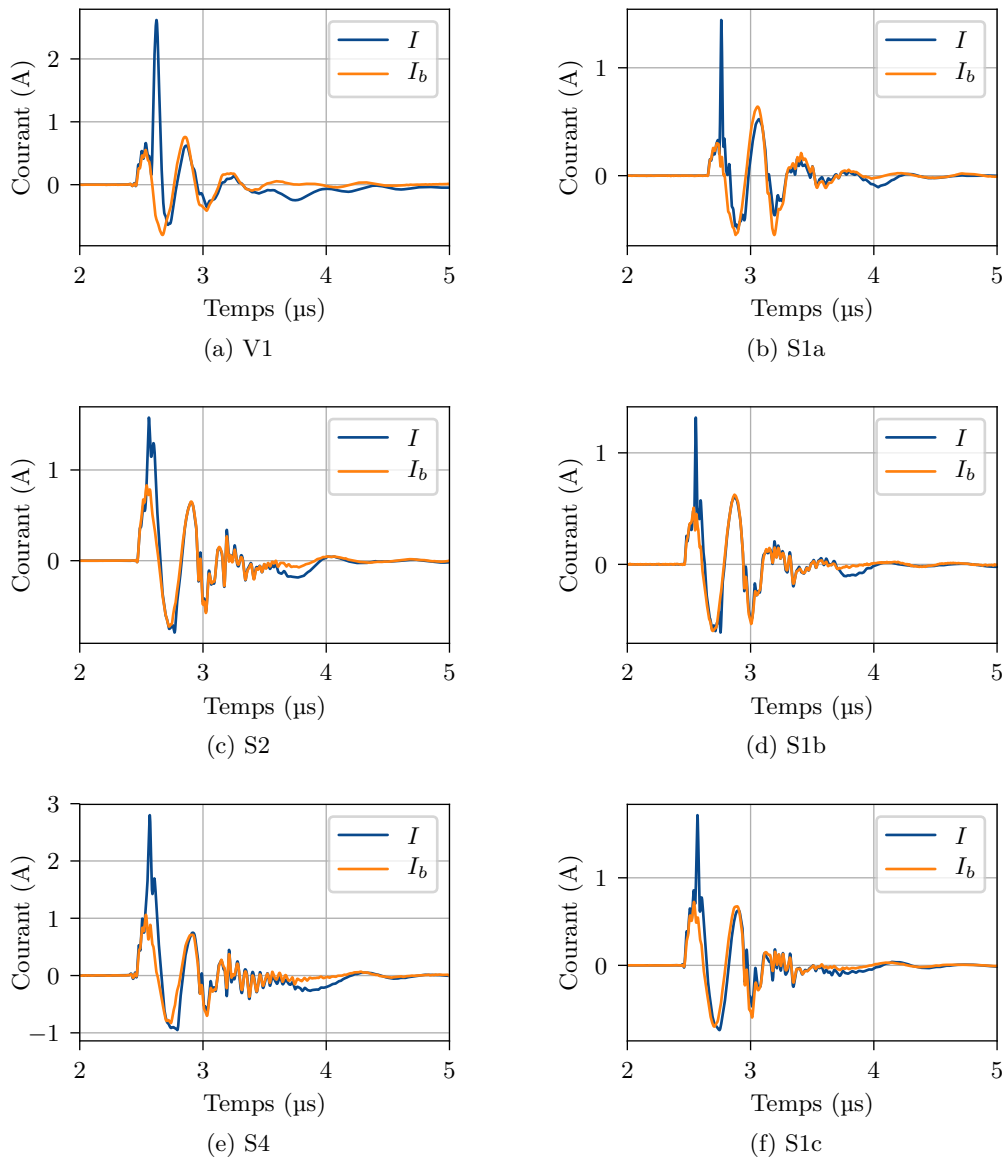 Courant (A)
2
1
0
I
I_b
2 3 4 5
Temps (µs)
(a) V1
Courant (A)
1
0
I
I_b
2 3 4 5
Temps (µs)
(b) S1a
Courant (A)
1
0
I
I_b
2 3 4 5
Temps (µs)
(c) S2
Courant (A)
1
0
I
I_b
2 3 4 5
Temps (µs)
(d) S1b
Courant (A)
3
2
1
0
−1
I
I_b
2 3 4 5
Temps (µs)
(e) S4
Courant (A)
1
0
I
I_b
2 3 4 5
Temps (µs)
(f) S1c